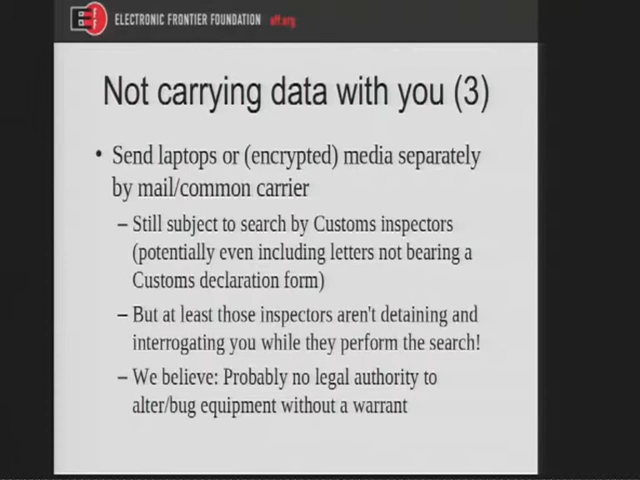 ELECTRONIC FRONTIER FOUNDATION eff.org
Not carrying data with you (3)
• Send laptops or (encrypted) media separately
by mail/common carrier
– Still subject to search by Customs inspectors
(potentially even including letters not bearing a
Customs declaration form)
– But at least those inspectors aren't detaining and
interrogating you while they perform the search!
– We believe: Probably no legal authority to
alter/bug equipment without a warrant